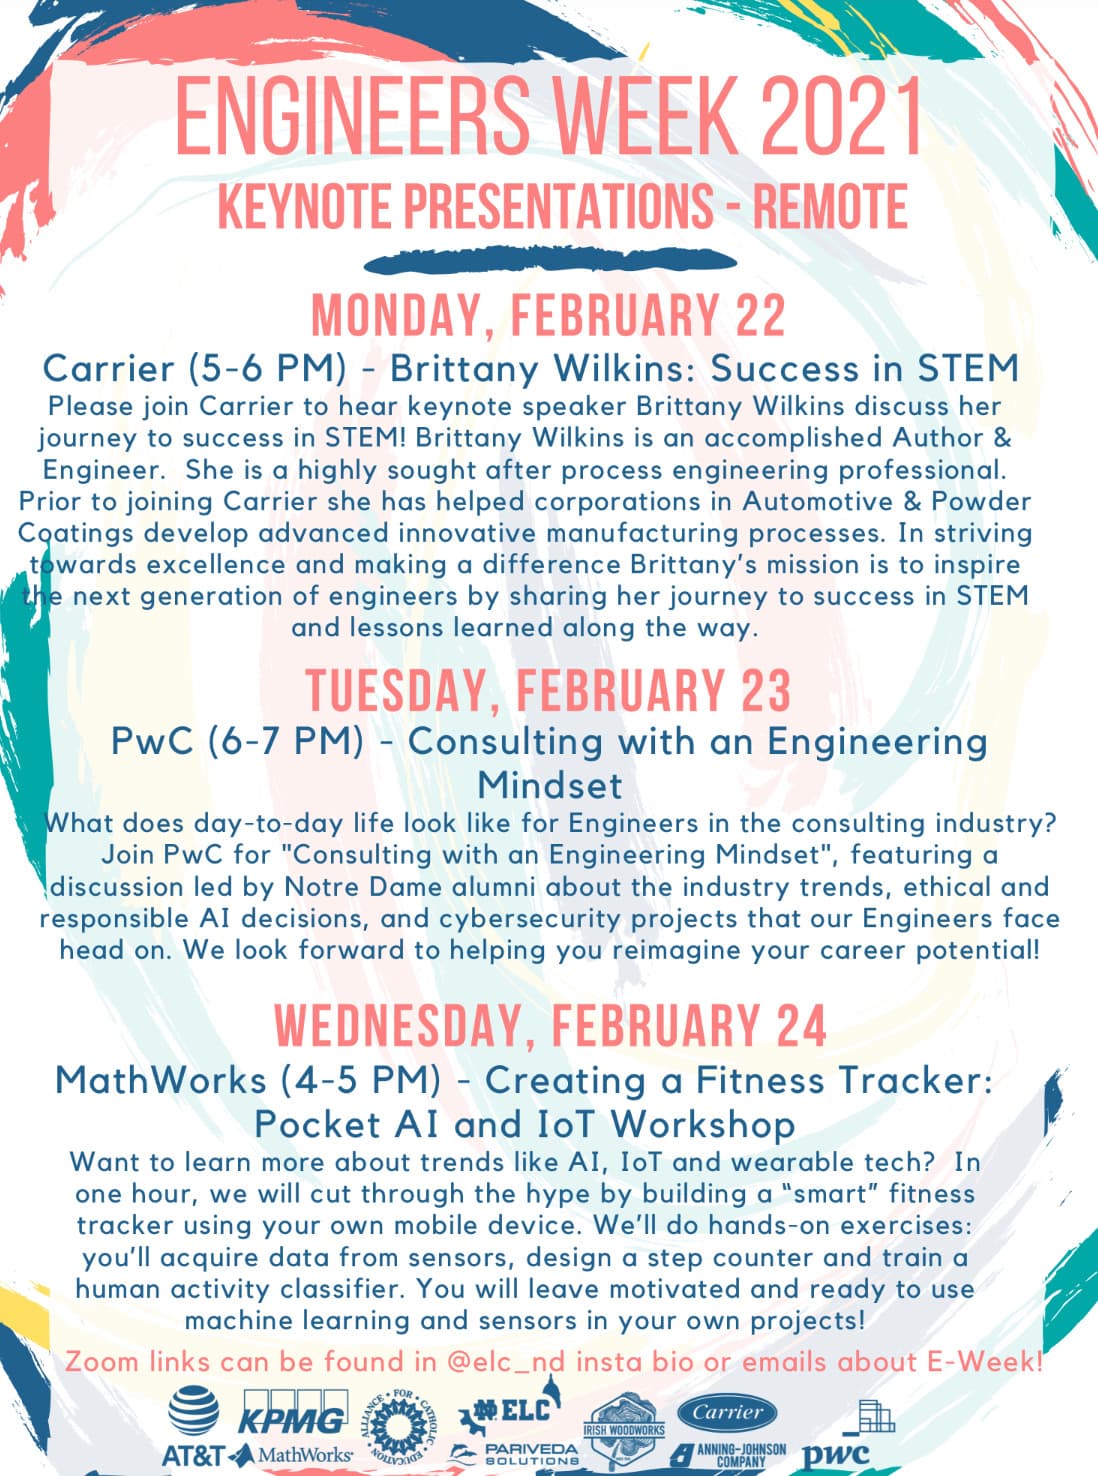 ENGINEERS WEEK 2021
KEYNOTE PRESENTATIONS - REMOTE
MONDAY, FEBRUARY 22
Carrier (5-6 PM) - Brittany Wilkins: Success in STEM
Please join Carrier to hear keynote speaker Brittany Wilkins discuss her
journey to success in STEM! Brittany Wilkins is an accomplished Author &
Engineer. She is a highly sought after process engineering professional.
Prior to joining Carrier she has helped corporations in Automotive & Powder
Coatings develop advanced innovative manufacturing processes. In striving
towards excellence and making a difference Brittany's mission is to inspire
the next generation of engineers by sharing her journey to success in STEM
and lessons learned along the way.
TUESDAY, FEBRUARY 23
PwC (6-7 PM) - Consulting with an Engineering
Mindset
What does day-to-day life look like for Engineers in the consulting industry?
Join PwC for "Consulting with an Engineering Mindset", featuring a
discussion led by Notre Dame alumni about the industry trends, ethical and
responsible AI decisions, and cybersecurity projects that our Engineers face
head on. We look forward to helping you reimagine your career potential!
WEDNESDAY, FEBRUARY 24
MathWorks (4-5 PM) - Creating a Fitness Tracker:
Pocket AI and IoT Workshop
Want to learn more about trends like AI, IoT and wearable tech? In
one hour, we will cut through the hype by building a “smart” fitness
tracker using your own mobile device. We'll do hands-on exercises:
you'll acquire data from sensors, design a step counter and train a
human activity classifier. You will leave motivated and ready to use
machine learning and sensors in your own projects!
Zoom links can be found in @elc_nd insta bio or emails about E-Week!
AT&T
KPMG
MathWorks
ALLIANCE • FOR • CATHOLIC • EDUCATION •
ND ELC
PARIVEDA
SOLUTIONS
IRISH WOODWORKS
Carrier
ANNING-JOHNSON
COMPANY
pwc